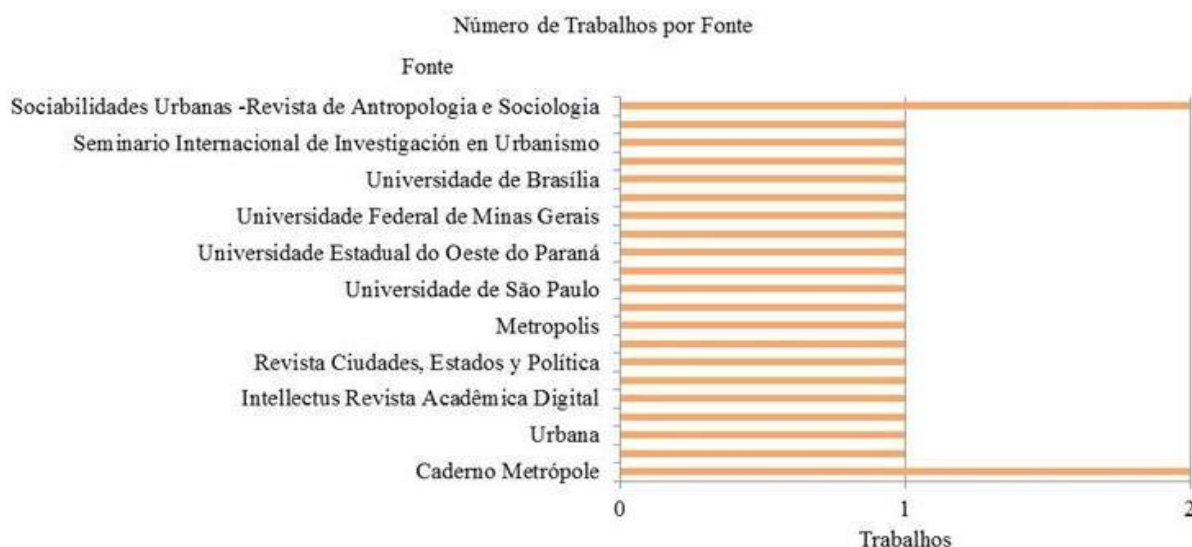 Número de Trabalhos por Fonte
Fonte
Sociabilidades Urbanas -Revista de Antropologia e Sociologia
Seminario Internacional de Investigación en Urbanismo
Universidade de Brasília
Universidade Federal de Minas Gerais
Universidade Estadual do Oeste do Paraná
Universidade de São Paulo
Metropolis
Revista Ciudades, Estados y Política
Intellectus Revista Acadêmica Digital
Urbana
Caderno Metrópole
0 1 2
Trabalhos